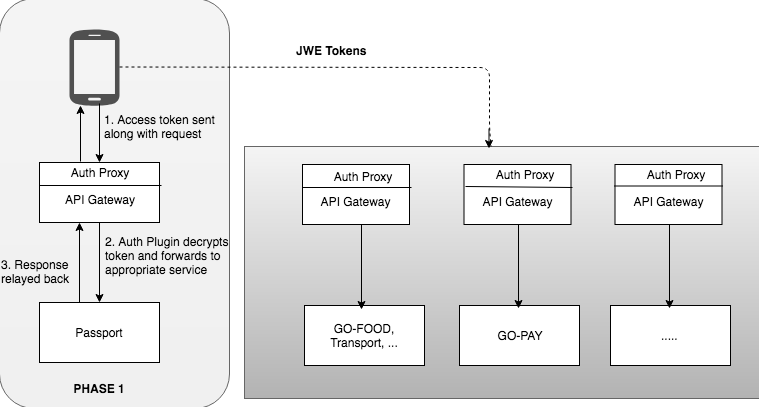 JWE Tokens
1. Access token sent
along with request
Auth Proxy
API Gateway
2. Auth Plugin decrypts
token and forwards to
appropriate service
3. Response
relayed back
Passport
PHASE 1
Auth Proxy
API Gateway
GO-FOOD,
Transport, ...
Auth Proxy
API Gateway
GO-PAY
Auth Proxy
API Gateway
.....